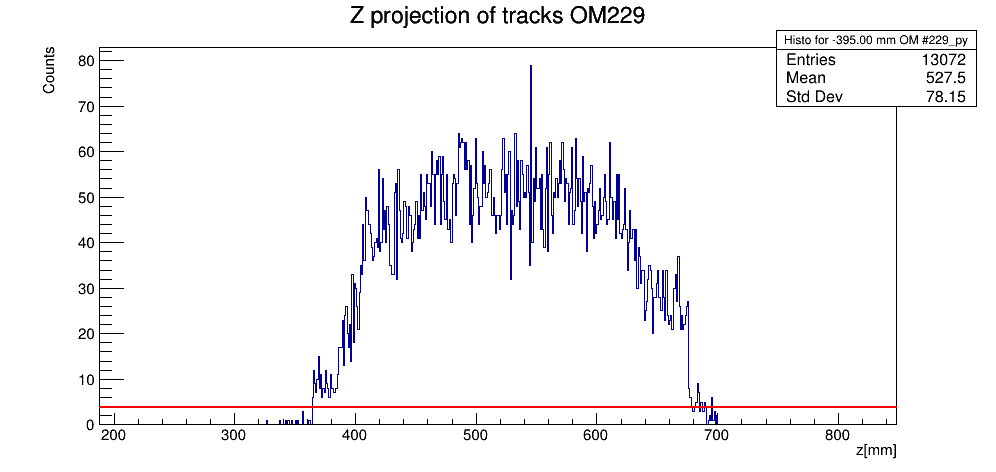 Z projection of tracks OM229
Histo for -395.00 mm OM #229_py
Entries 13072
Mean 527.5
Std Dev 78.15
Counts
80
70
60
50
40
30
20
10
0
200 300 400 500 600 700 800
z[mm]